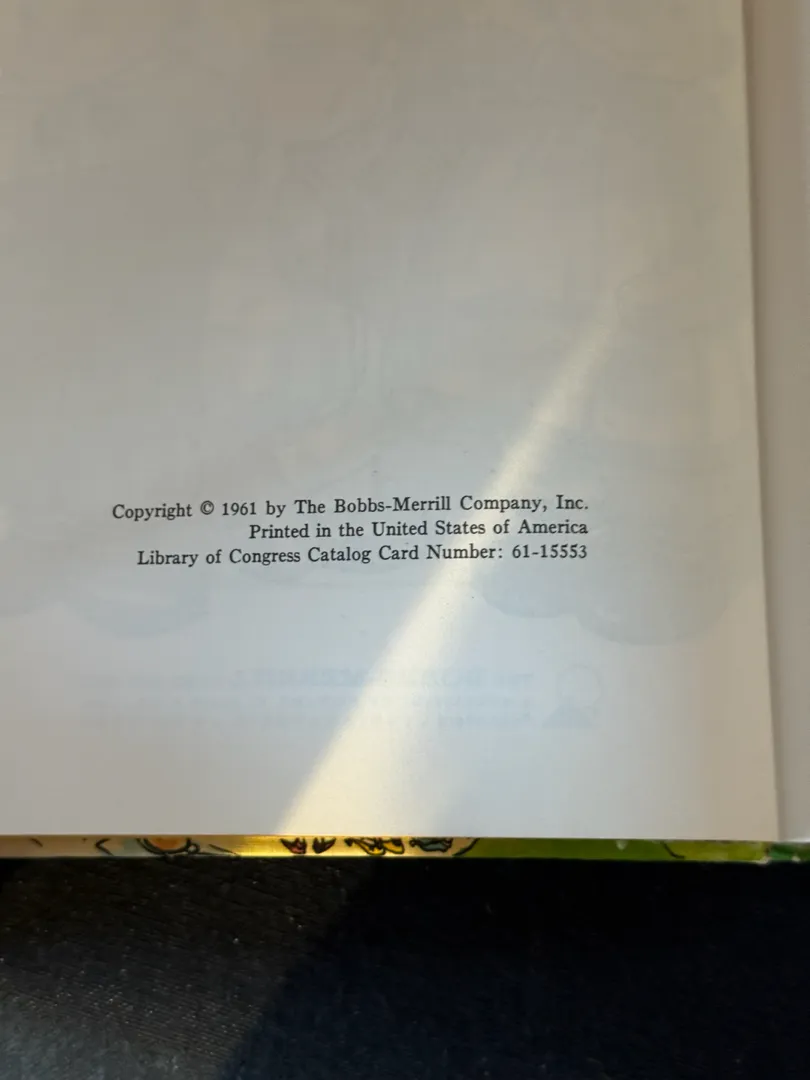 Copyright © 1961 by The Bobbs-Merrill Company, Inc.
Printed in the United States of America
Library of Congress Catalog Card Number: 61-15553